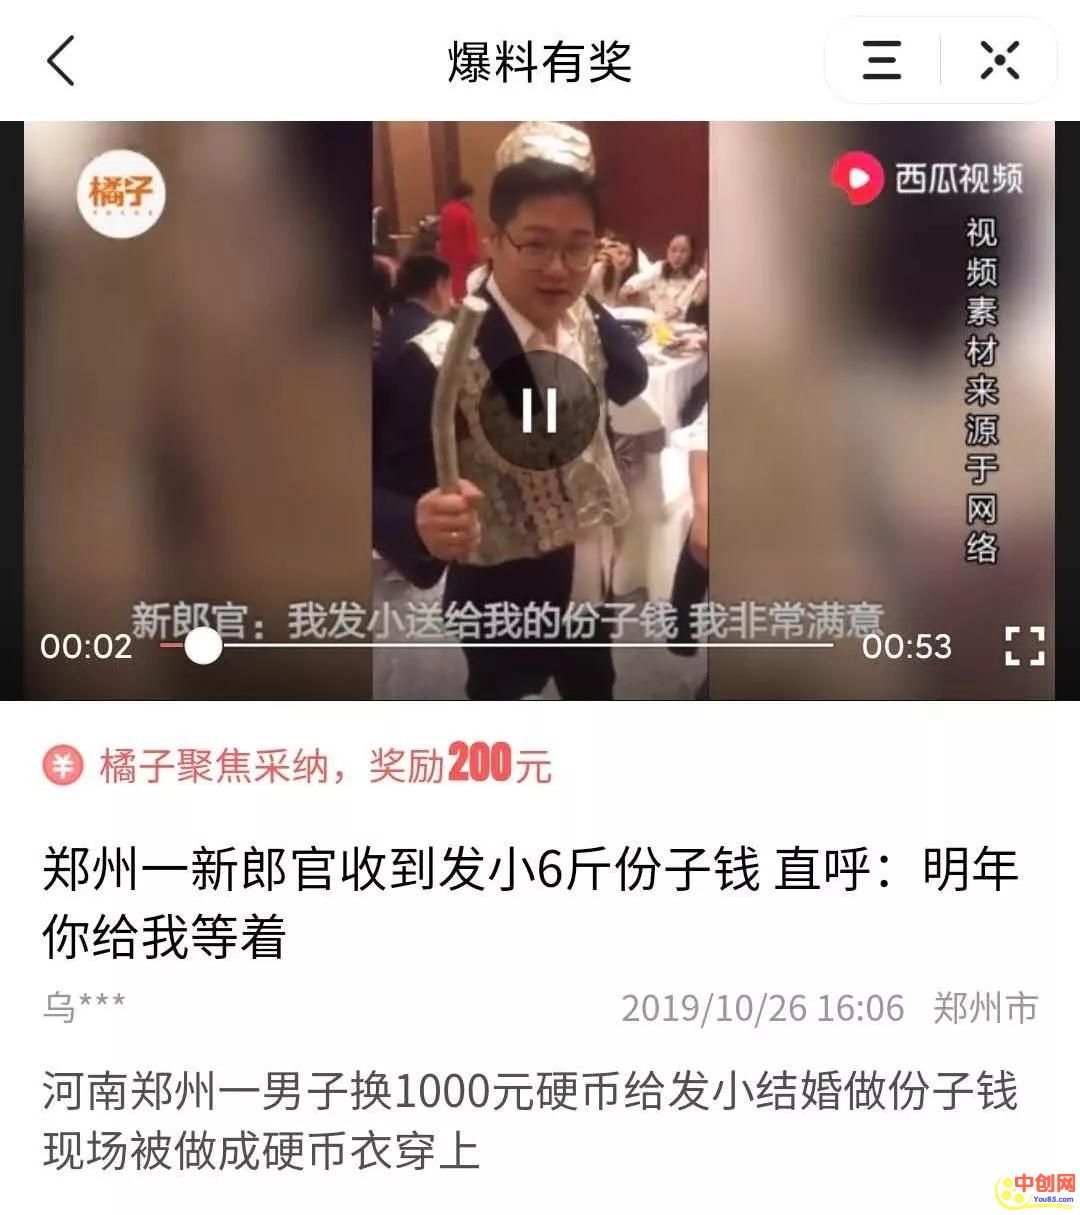 爆料有奖
橘子
FOCUS
西瓜视频
视频素材来源于网络
新郎官：我发小送给我的份子钱 我非常满意
00:02
00:53
¥ 橘子聚焦采纳，奖励200元
郑州一新郎官收到发小6斤份子钱 直呼：明年
你给我等着
乌***
2019/10/26 16:06 郑州市
河南郑州一男子换1000元硬币给发小结婚做份子钱
现场被做成硬币衣穿上
中创网
You85.com